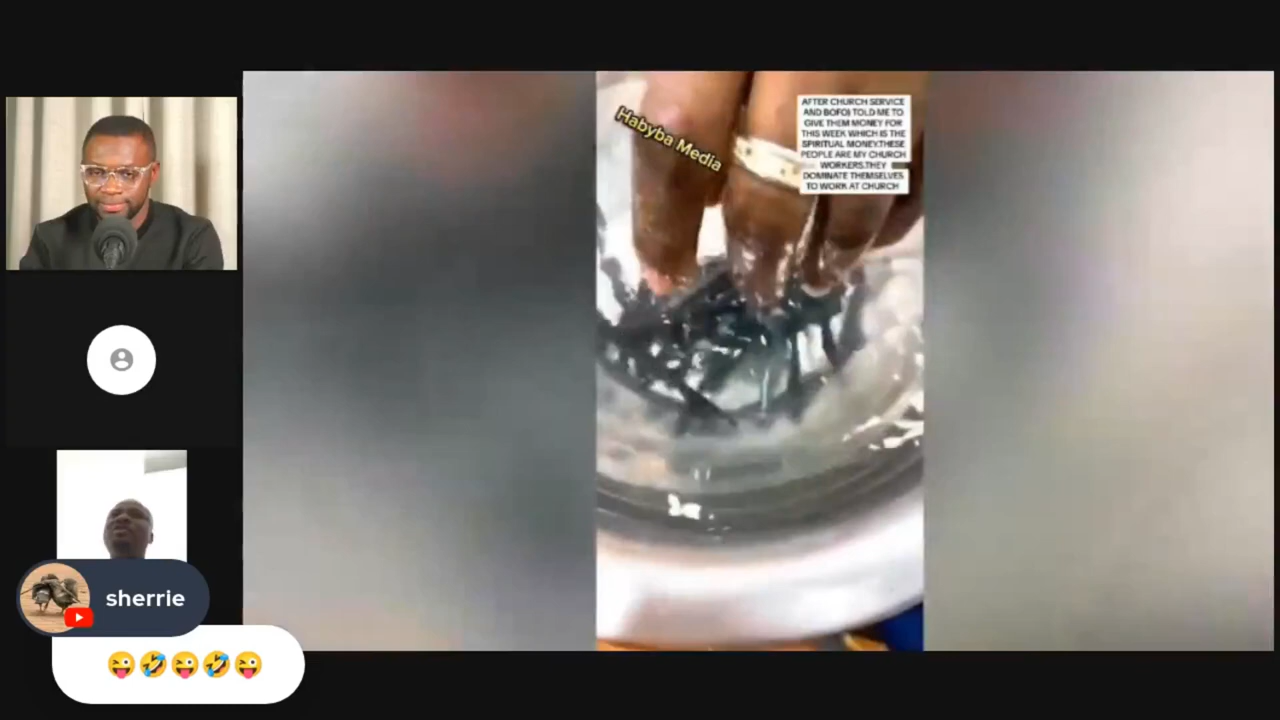 Habyba Media
AFTER CHURCH SERVICE
AND BOFOJ TOLD ME TO
GIVE THEM MONEY FOR
THIS WEEK WHICH IS THE
SPIRITUAL MONEY.THESE
PEOPLE ARE MY CHURCH
WORKERS.THEY
DOMINATE THEMSELVES
TO WORK AT CHURCH
sherrie
😜🤣😜🤣😜